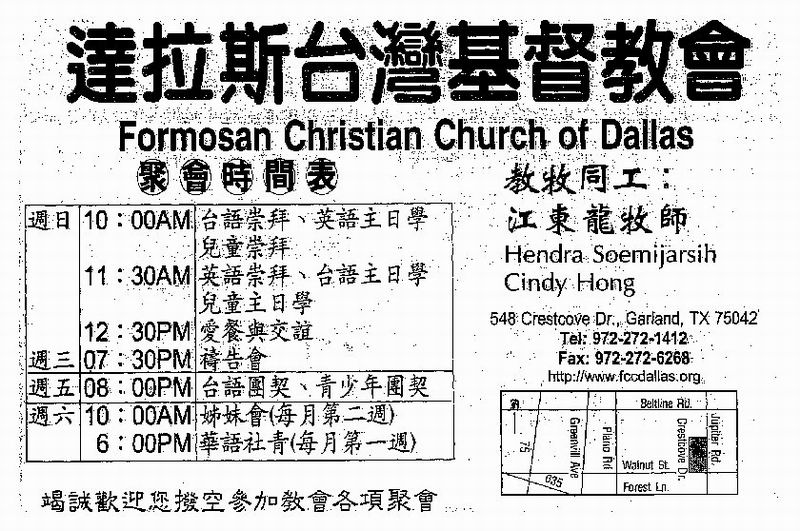 達拉斯台灣基督教會
Formosan Christian Church of Dallas
聚會時間表
週日 10：00AM 台語崇拜、英語主日學
兒童崇拜
11：30AM 英語崇拜、台語主日學
兒童主日學
12：30PM 愛餐與交誼
週三 07：30PM 禱告會
週五 08：00PM 台語團契、青少年團契
週六 10：00AM 姊妹會(每月第二週)
6：00PM 華語社青(每月第一週)
竭誠歡迎您撥空參加教會各項聚會
教牧同工：
江東龍牧師
Hendra Soemijarsih
Cindy Hong
548 Crestcove Dr., Garland, TX 75042
Tel: 972-272-1412
Fax: 972-272-6268
http://www.fccdallas.org
Beltline Rd.
75
Greenvill Ave
Plano Rd
Crestcove Dr.
Jupiter Rd.
Walnut St.
635
Forest Ln.